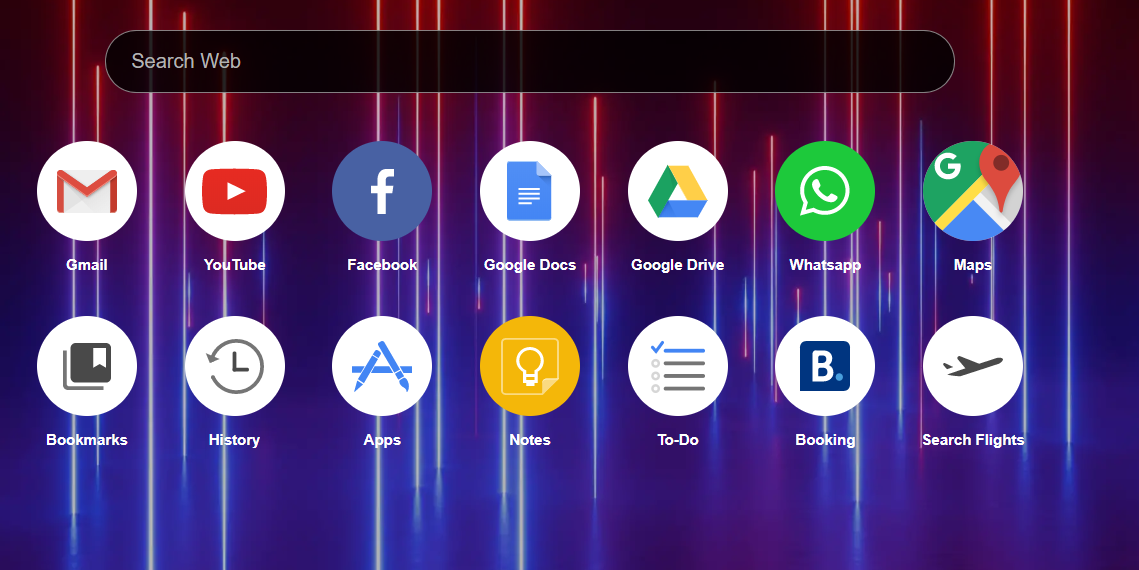 Search Web
G
Gmail
YouTube
Facebook
Google Docs
Google Drive
Whatsapp
Maps
B.
Bookmarks
History
Apps
Notes
To-Do
Booking
Search Flights